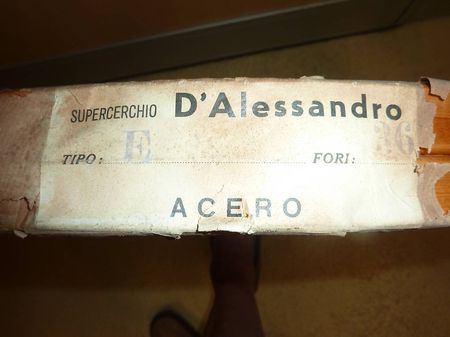 SUPERCERCHIO D'Alessandro
TIPO: E FORI: 36
ACERO